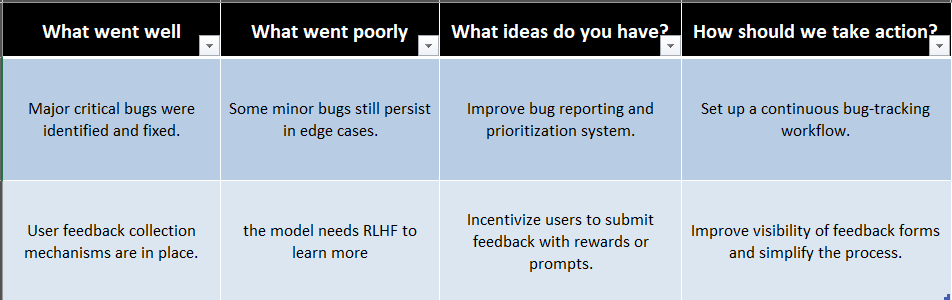 What went well
What went poorly
What ideas do you have?
How should we take action?
Major critical bugs were
identified and fixed.
Some minor bugs still persist
in edge cases.
Improve bug reporting and
prioritization system.
Set up a continuous bug-tracking
workflow.
User feedback collection
mechanisms are in place.
the model needs RLHF to
learn more
Incentivize users to submit
feedback with rewards or
prompts.
Improve visibility of feedback forms
and simplify the process.